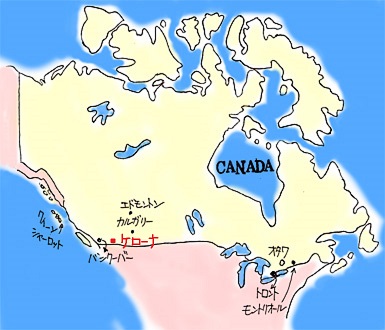 CANADA
エドモントン
カルガリー
ケローナ
クイーン
シャーロット
バンクーバー
オタワ
トロント
モントリオール